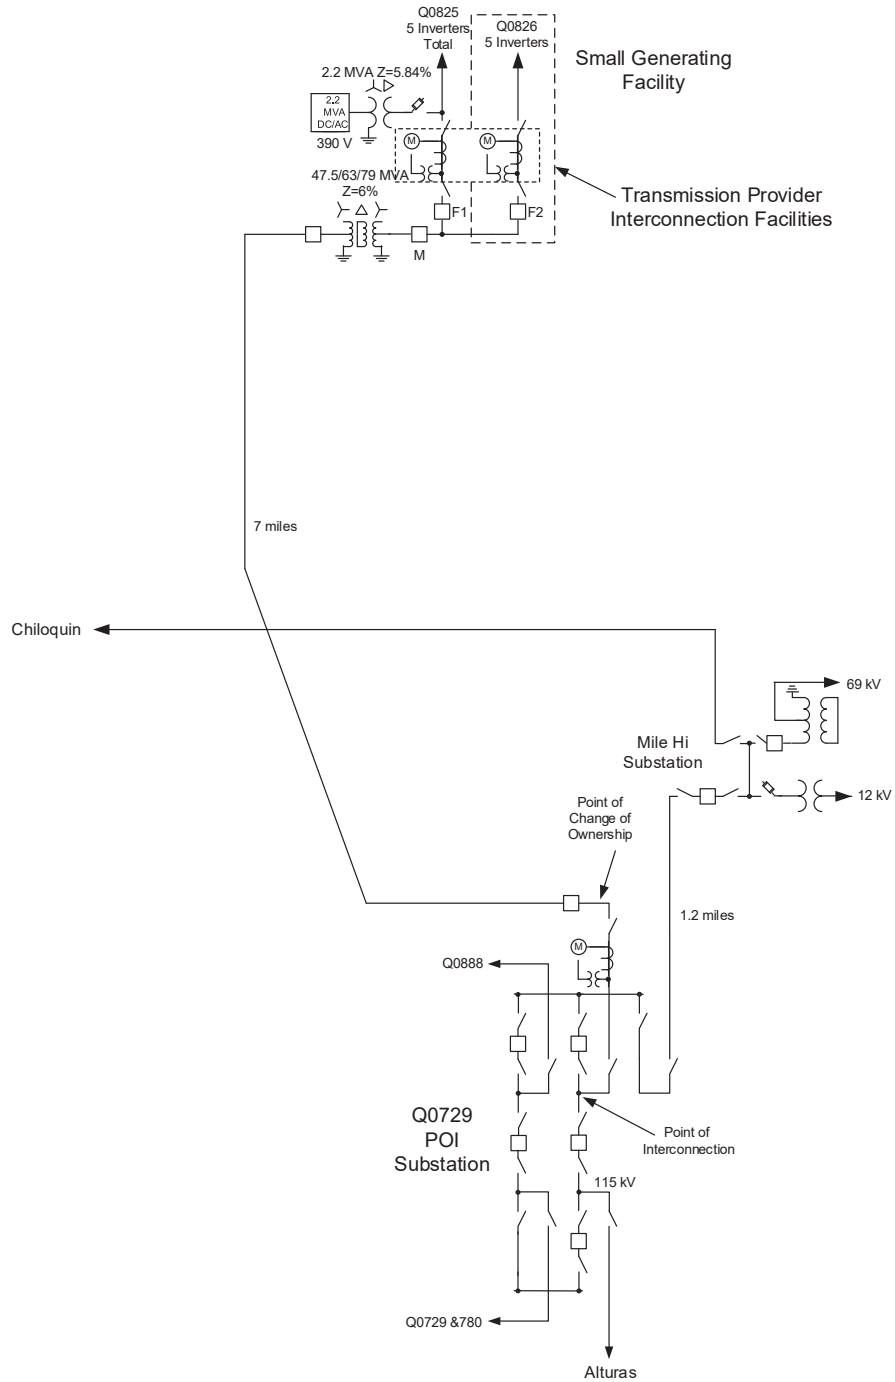 Q0825
5 Inverters
Total
Q0826
5 Inverters
Small Generating
Facility
2.2 MVA Z=5.84%
2.2
MVA
DC/AC
390 V
M
M
47.5/63/79 MVA
Z=6%
F1
F2
M
Transmission Provider
Interconnection Facilities
7 miles
Chiloquin
69 kV
Mile Hi
Substation
12 kV
Point of
Change of
Ownership
1.2 miles
M
Q0888
Q0729
POI
Substation
Point of
Interconnection
115 kV
Q0729 &780
Alturas